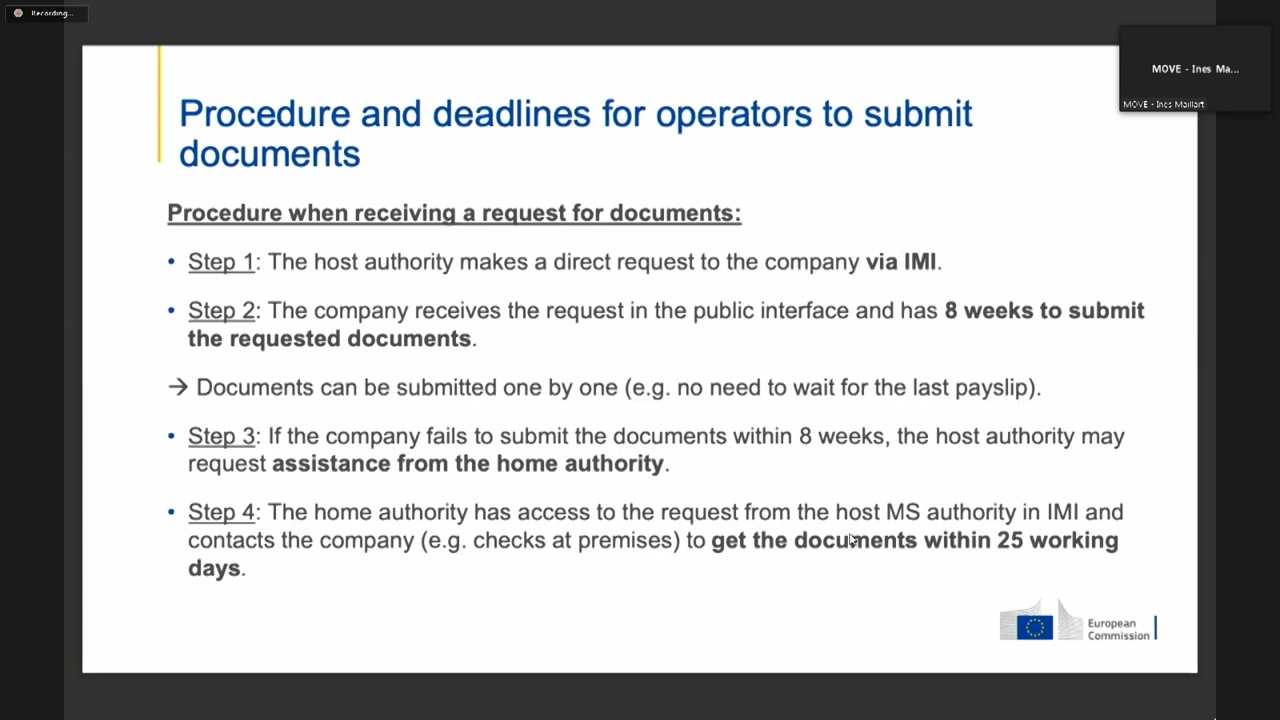 Recording...
MOVE - Ines Ma...
MOVE - Ines Maillart
Procedure and deadlines for operators to submit
documents
Procedure when receiving a request for documents:
• Step 1: The host authority makes a direct request to the company via IMI.
• Step 2: The company receives the request in the public interface and has 8 weeks to submit
the requested documents.
→ Documents can be submitted one by one (e.g. no need to wait for the last payslip).
• Step 3: If the company fails to submit the documents within 8 weeks, the host authority may
request assistance from the home authority.
• Step 4: The home authority has access to the request from the host MS authority in IMI and
contacts the company (e.g. checks at premises) to get the documents within 25 working
days.
European
Commission